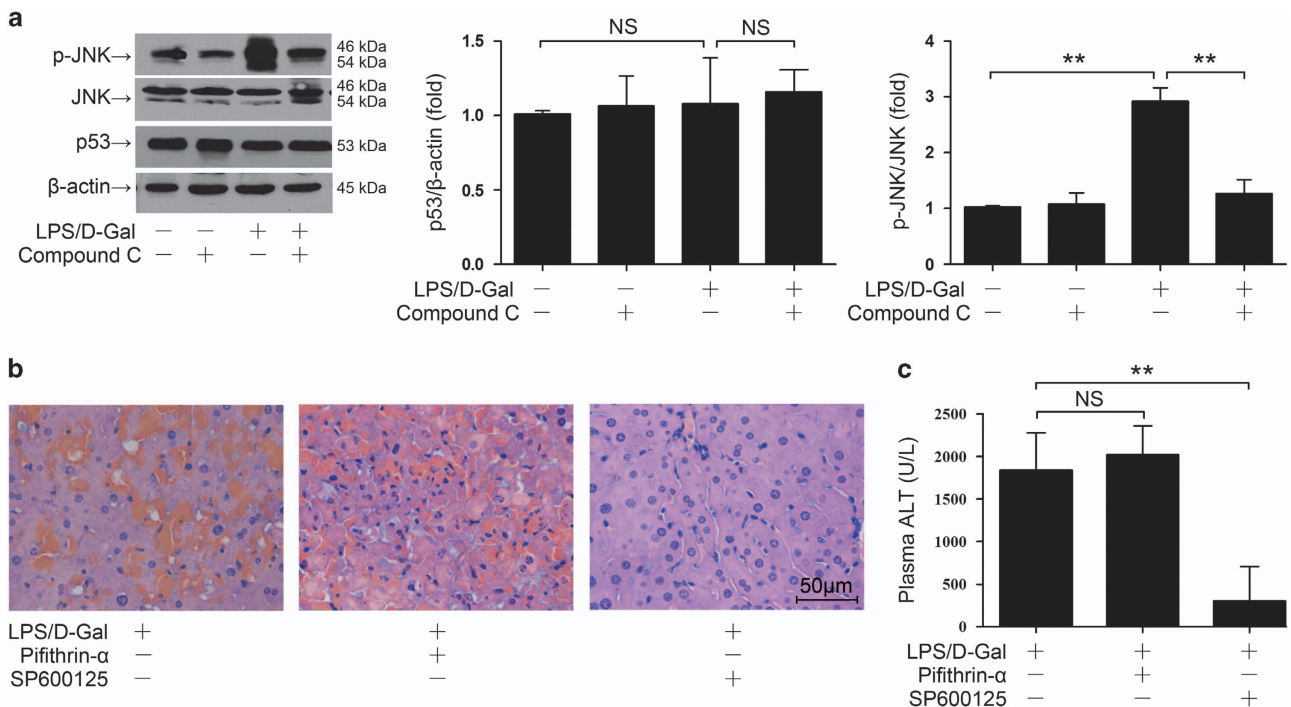 a
p-JNK→ 46 kDa
54 kDa
JNK→ 46 kDa
54 kDa
p53→ 53 kDa
β-actin→ 45 kDa
LPS/D-Gal — — + +
Compound C — + — +
NS NS
p53/β-actin (fold)
1.5
1.0
0.5
0.0
LPS/D-Gal — — + +
Compound C — + — +
** **
p-JNK/JNK (fold)
4
3
2
1
0
LPS/D-Gal — — + +
Compound C — + — +
b
50μm
LPS/D-Gal + + +
Pifithrin-α — + —
SP600125 — — +
c
**
NS
Plasma ALT (U/L)
2500
2000
1500
1000
500
0
LPS/D-Gal + + +
Pifithrin-α — + —
SP600125 — — +